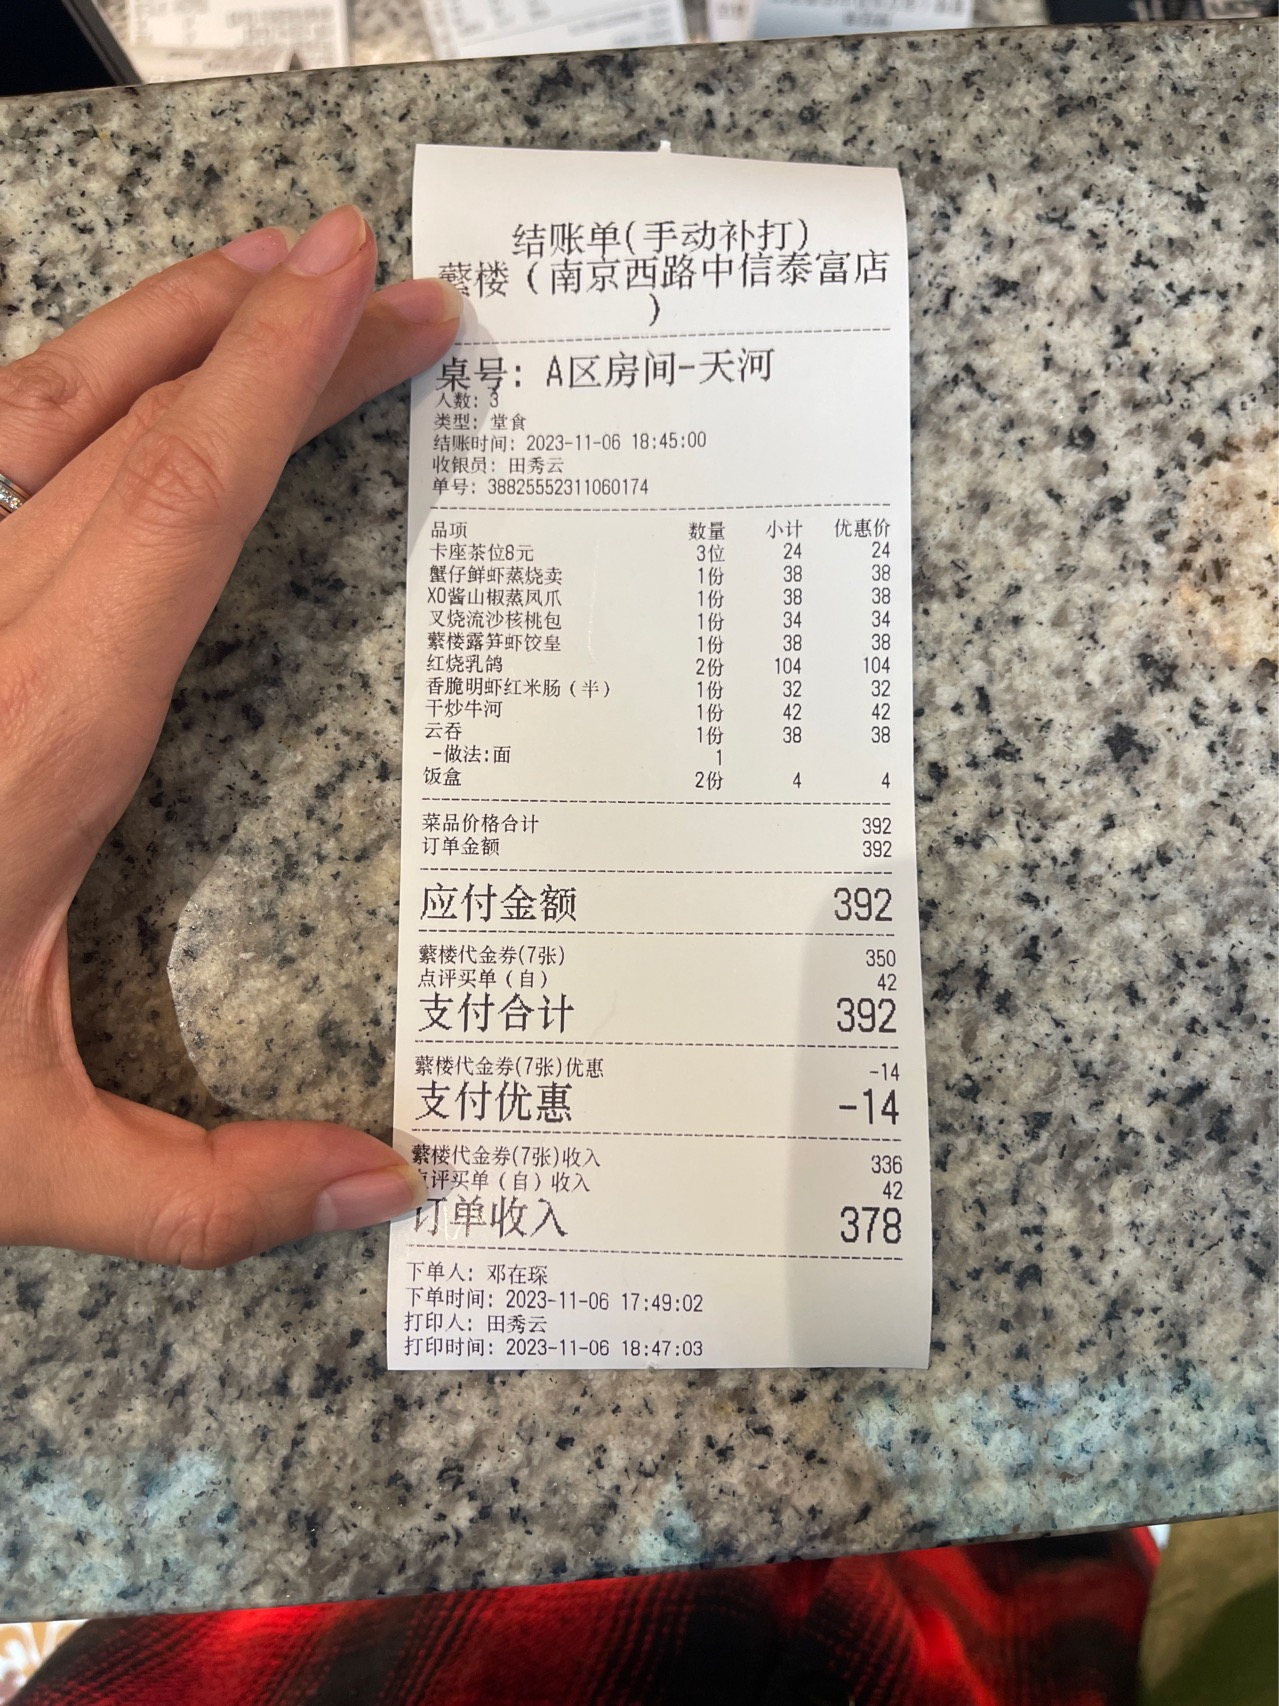 结账单(手动补打)
蘩楼（南京西路中信泰富店
）
桌号: A区房间-天河
人数: 3
类型: 堂食
结账时间: 2023-11-06 18:45:00
收银员: 田秀云
单号: 38825552311060174
品项 数量 小计 优惠价
卡座茶位8元 3位 24 24
蟹仔鲜虾蒸烧卖 1份 38 38
XO酱山椒蒸凤爪 1份 38 38
叉烧流沙核桃包 1份 34 34
蘩楼露笋虾饺皇 1份 38 38
红烧乳鸽 2份 104 104
香脆明虾红米肠（半） 1份 32 32
干炒牛河 1份 42 42
云吞 1份 38 38
-做法:面 1
饭盒 2份 4 4
菜品价格合计 392
订单金额 392
应付金额 392
蘩楼代金券(7张) 350
点评买单（自） 42
支付合计 392
蘩楼代金券(7张)优惠 -14
支付优惠 -14
蘩楼代金券(7张)收入 336
点评买单（自）收入 42
订单收入 378
下单人: 邓在琛
下单时间: 2023-11-06 17:49:02
打印人: 田秀云
打印时间: 2023-11-06 18:47:03